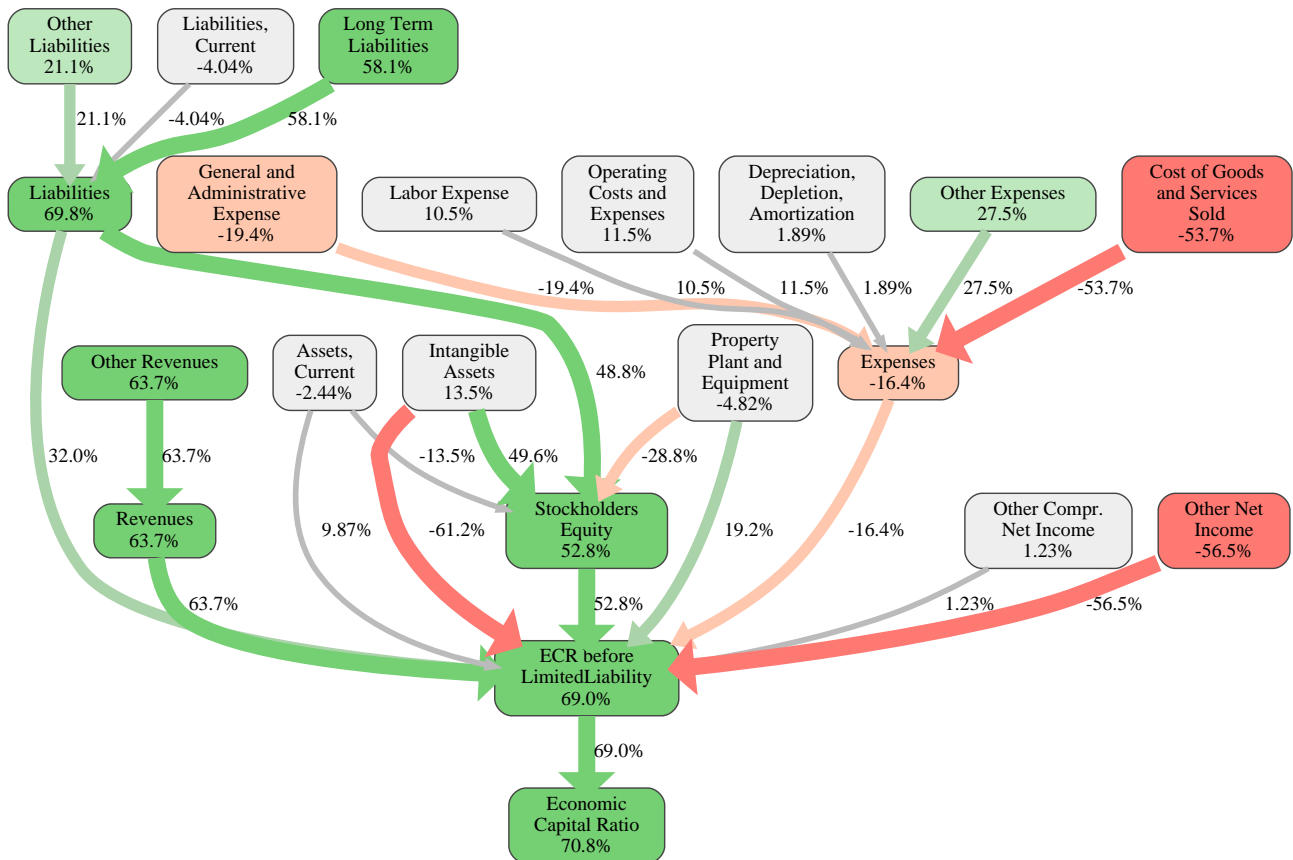 Other
Liabilities
21.1%
Liabilities,
Current
-4.04%
Long Term
Liabilities
58.1%
21.1%
-4.04%
58.1%
Liabilities
69.8%
General and
Administrative
Expense
-19.4%
Labor Expense
10.5%
Operating
Costs and
Expenses
11.5%
Depreciation,
Depletion,
Amortization
1.89%
Other Expenses
27.5%
Cost of Goods
and Services
Sold
-53.7%
-19.4%
10.5%
11.5%
1.89%
27.5%
-53.7%
Other Revenues
63.7%
Assets,
Current
-2.44%
Intangible
Assets
13.5%
48.8%
Property
Plant and
Equipment
-4.82%
Expenses
-16.4%
32.0%
63.7%
-13.5%
49.6%
-28.8%
Revenues
63.7%
9.87%
-61.2%
Stockholders
Equity
52.8%
19.2%
-16.4%
Other Compr.
Net Income
1.23%
Other Net
Income
-56.5%
63.7%
52.8%
1.23%
-56.5%
ECR before
LimitedLiability
69.0%
69.0%
Economic
Capital Ratio
70.8%